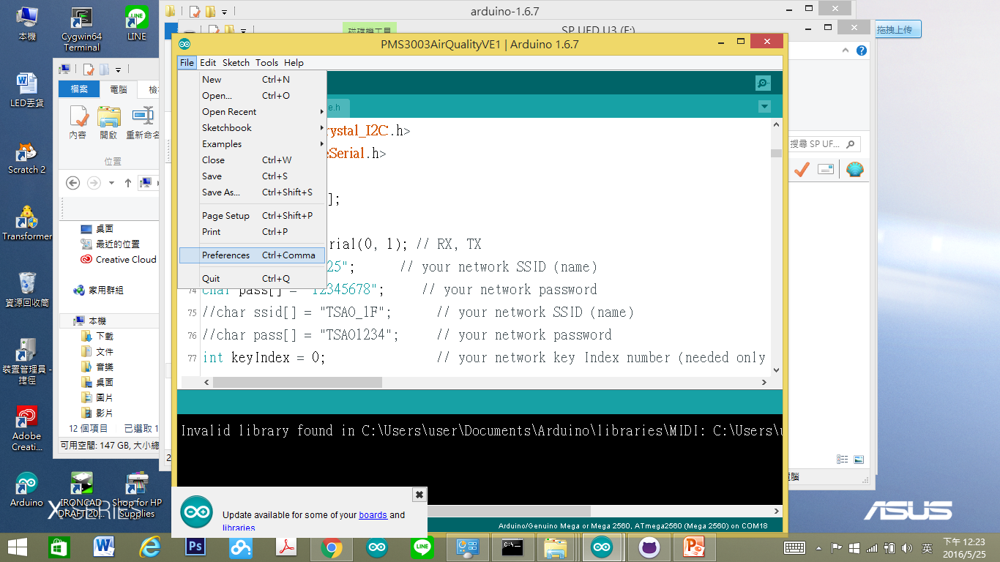 arduino-1.6.7
磁碟機工具
SP UFD U3 (F:)
拖拽上传
本機
Cygwin64
Terminal
LINE
LED丟貨
Scratch 2
Transformer
資源回收筒
裝置管理員 -
捷徑
Adobe
Creati...
Arduino
IRONCAD
DRAFT 20...
Shop for HP
Supplies
X SERIES
檔案
電腦
檢
內容
開啟
重新命名
位置
桌面
最近的位置
Creative Cloud
家用群組
本機
下載
文件
音樂
桌面
圖片
影片
12 個項目
已選取 1
可用空間: 147 GB, 大小總
PMS3003AirQualityVE1 | Arduino 1.6.7
File Edit Sketch Tools Help
New Ctrl+N
Open... Ctrl+O
Open Recent
Sketchbook
Examples
Close Ctrl+W
Save Ctrl+S
Save As... Ctrl+Shift+S
Page Setup Ctrl+Shift+P
Print Ctrl+P
Preferences Ctrl+Comma
Quit Ctrl+Q
e.h
rystal_I2C.h>
eSerial.h>
];
rial(0, 1); // RX, TX
25"; // your network SSID (name)
74 char pass[] = "12345678"; // your network password
75 //char ssid[] = "TSAO_1F"; // your network SSID (name)
76 //char pass[] = "TSAO1234"; // your network password
77 int keyIndex = 0; // your network key Index number (needed only
Invalid library found in C:\Users\user\Documents\Arduino\libraries\MIDI: C:\Users\u
Update available for some of your boards and
libraries
Arduino/Genuino Mega or Mega 2560, ATmega2560 (Mega 2560) on COM18
搜尋 SP UF...
電腦
2
ASUS
英
下午 12:23
2016/5/25